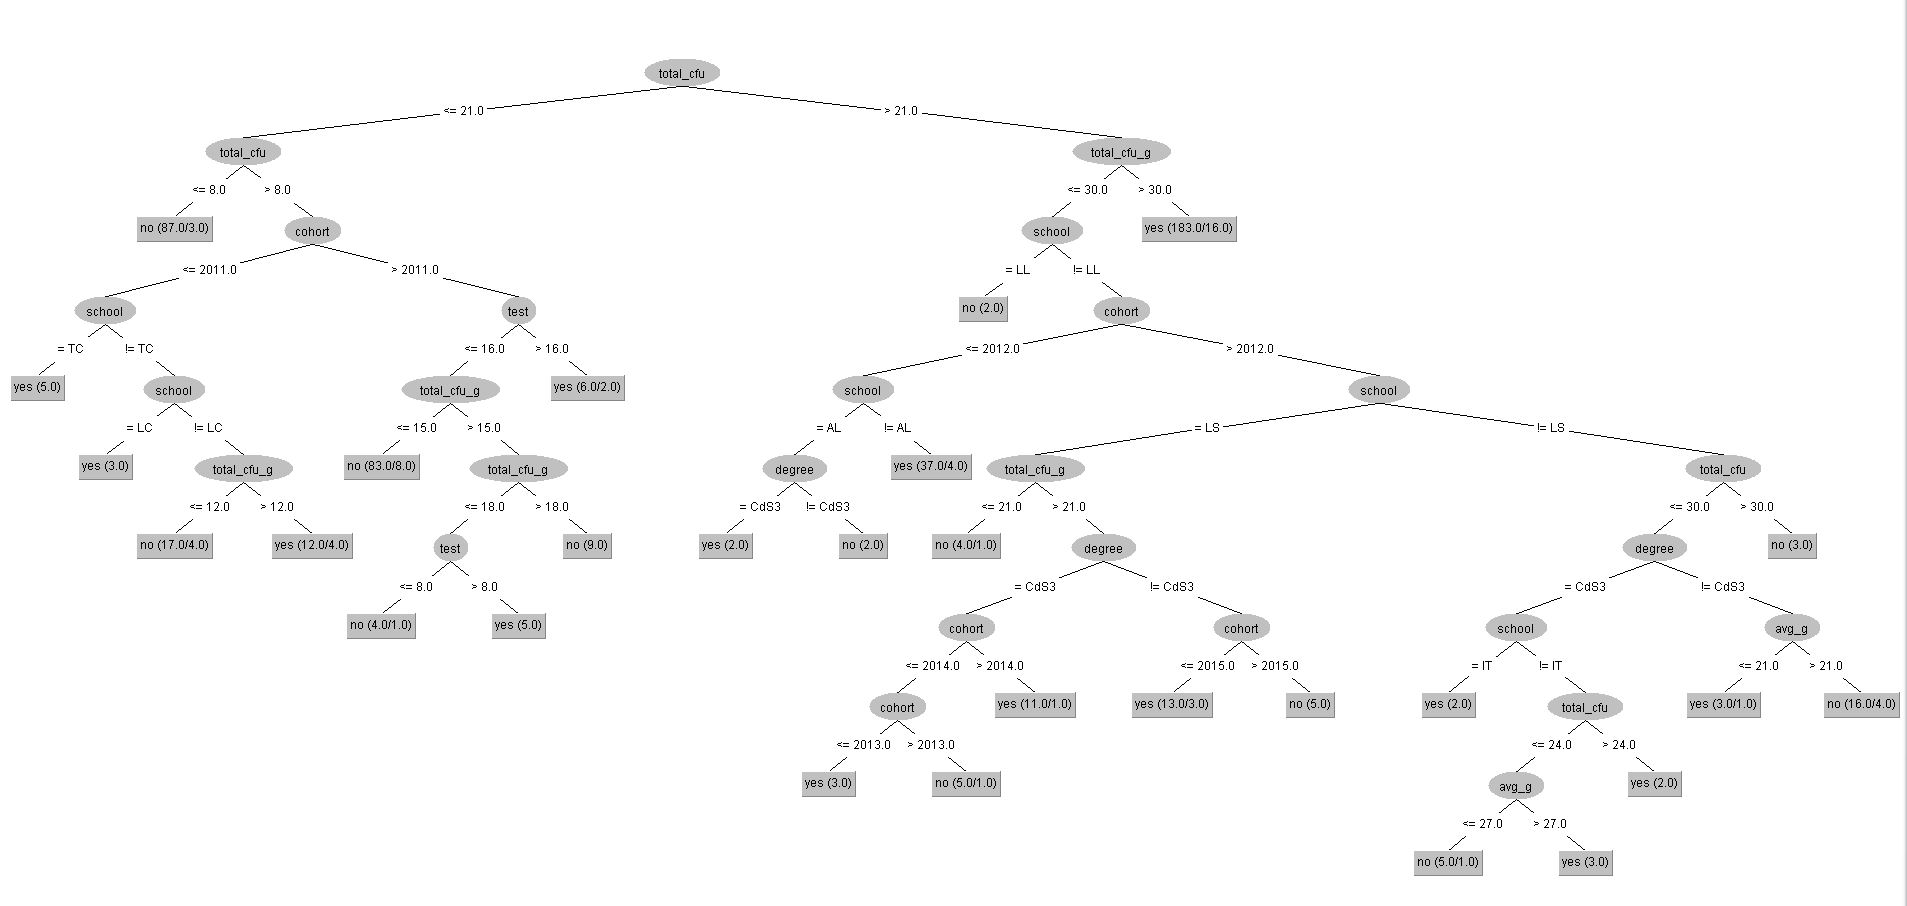 total_cfu
<= 21.0 > 21.0
total_cfu total_cfu_g
<= 8.0 > 8.0 <= 30.0 > 30.0
no (87.0/3.0) cohort school yes (183.0/16.0)
<= 2011.0 > 2011.0 = LL != LL
school test no (2.0) cohort
= TC != TC <= 16.0 > 16.0 <= 2012.0 > 2012.0
yes (5.0) school total_cfu_g yes (6.0/2.0) school school
= LC != LC <= 15.0 > 15.0 = AL != AL = LS != LS
yes (3.0) total_cfu_g no (83.0/8.0) total_cfu_g degree yes (37.0/4.0) total_cfu_g total_cfu
<= 12.0 > 12.0 <= 18.0 > 18.0 = CdS3 != CdS3 <= 21.0 > 21.0 <= 30.0 > 30.0
no (17.0/4.0) yes (12.0/4.0) test no (9.0) yes (2.0) no (2.0) no (4.0/1.0) degree degree no (3.0)
<= 8.0 > 8.0 = CdS3 != CdS3 = CdS3 != CdS3
no (4.0/1.0) yes (5.0) cohort cohort school avg_g
<= 2014.0 > 2014.0 <= 2015.0 > 2015.0 = IT != IT <= 21.0 > 21.0
cohort yes (11.0/1.0) yes (13.0/3.0) no (5.0) yes (2.0) total_cfu yes (3.0/1.0) no (16.0/4.0)
<= 2013.0 > 2013.0 <= 24.0 > 24.0
yes (3.0) no (5.0/1.0) avg_g yes (2.0)
<= 27.0 > 27.0
no (5.0/1.0) yes (3.0)